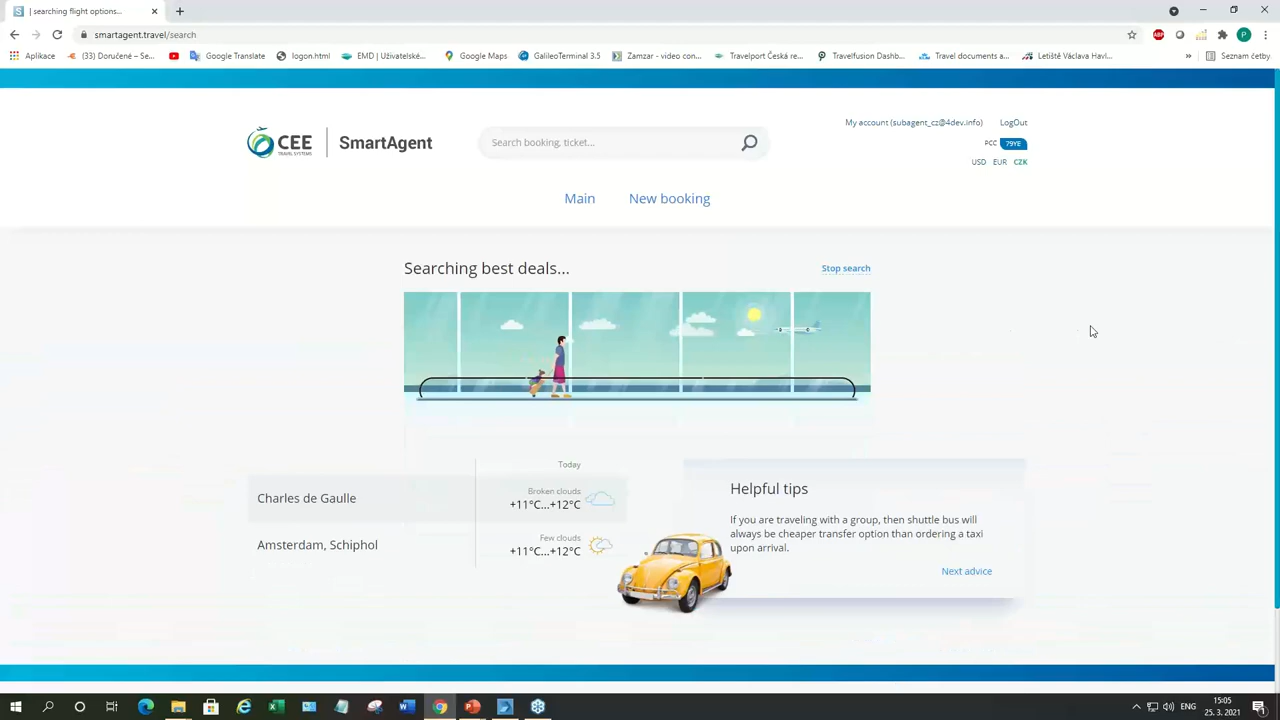 | searching flight options...
smartagent.travel/search
Aplikace
(33) Doručené – Se...
Google Translate
logon.html
EMD | Uživatelské...
Google Maps
GalileoTerminal 3.5
Zamzar - video con...
Travelport Česká re...
Travelfusion Dashb...
Travel documents a...
Letiště Václava Havl...
»
Seznam četby
CEE
TRAVEL SYSTEMS
SmartAgent
Search booking, ticket...
My account (subagent_cz@4dev.info)
LogOut
PCC 79YE
USD EUR CZK
Main
New booking
Searching best deals...
Stop search
Today
Charles de Gaulle
Broken clouds
+11°C...+12°C
Amsterdam, Schiphol
Few clouds
+11°C...+12°C
Helpful tips
If you are traveling with a group, then shuttle bus will
always be cheaper transfer option than ordering a taxi
upon arrival.
Next advice
ENG
15:05
25. 3. 2021